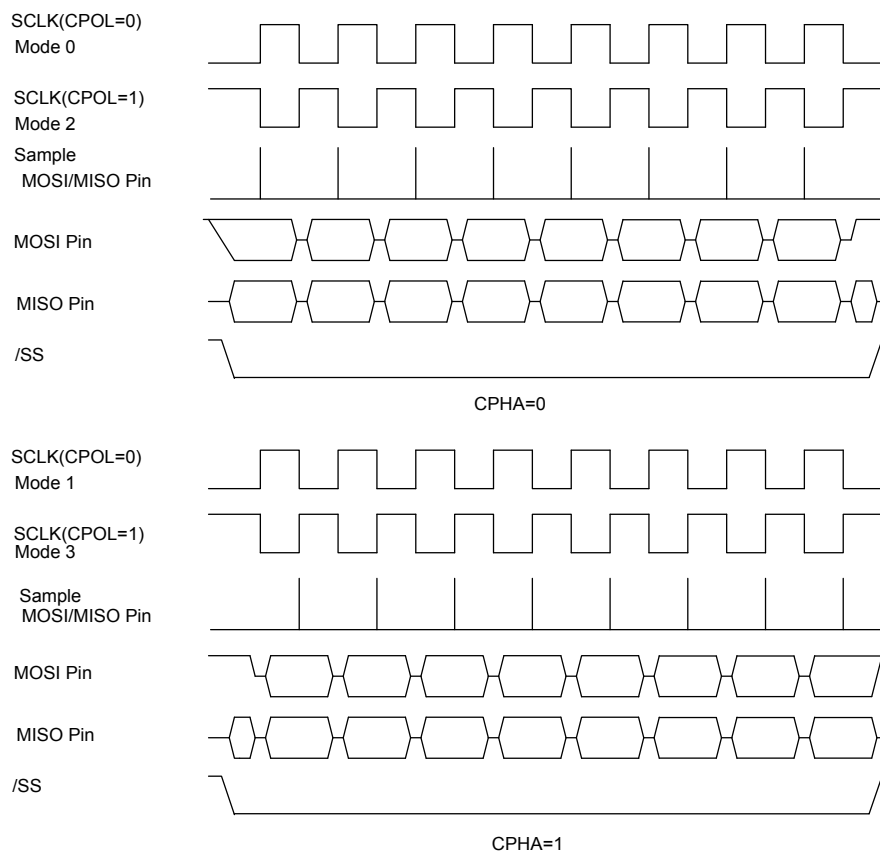 SCLK(CPOL=0)
Mode 0
SCLK(CPOL=1)
Mode 2
Sample
MOSI/MISO Pin
MOSI Pin
MISO Pin
/SS
CPHA=0
SCLK(CPOL=0)
Mode 1
SCLK(CPOL=1)
Mode 3
Sample
MOSI/MISO Pin
MOSI Pin
MISO Pin
/SS
CPHA=1